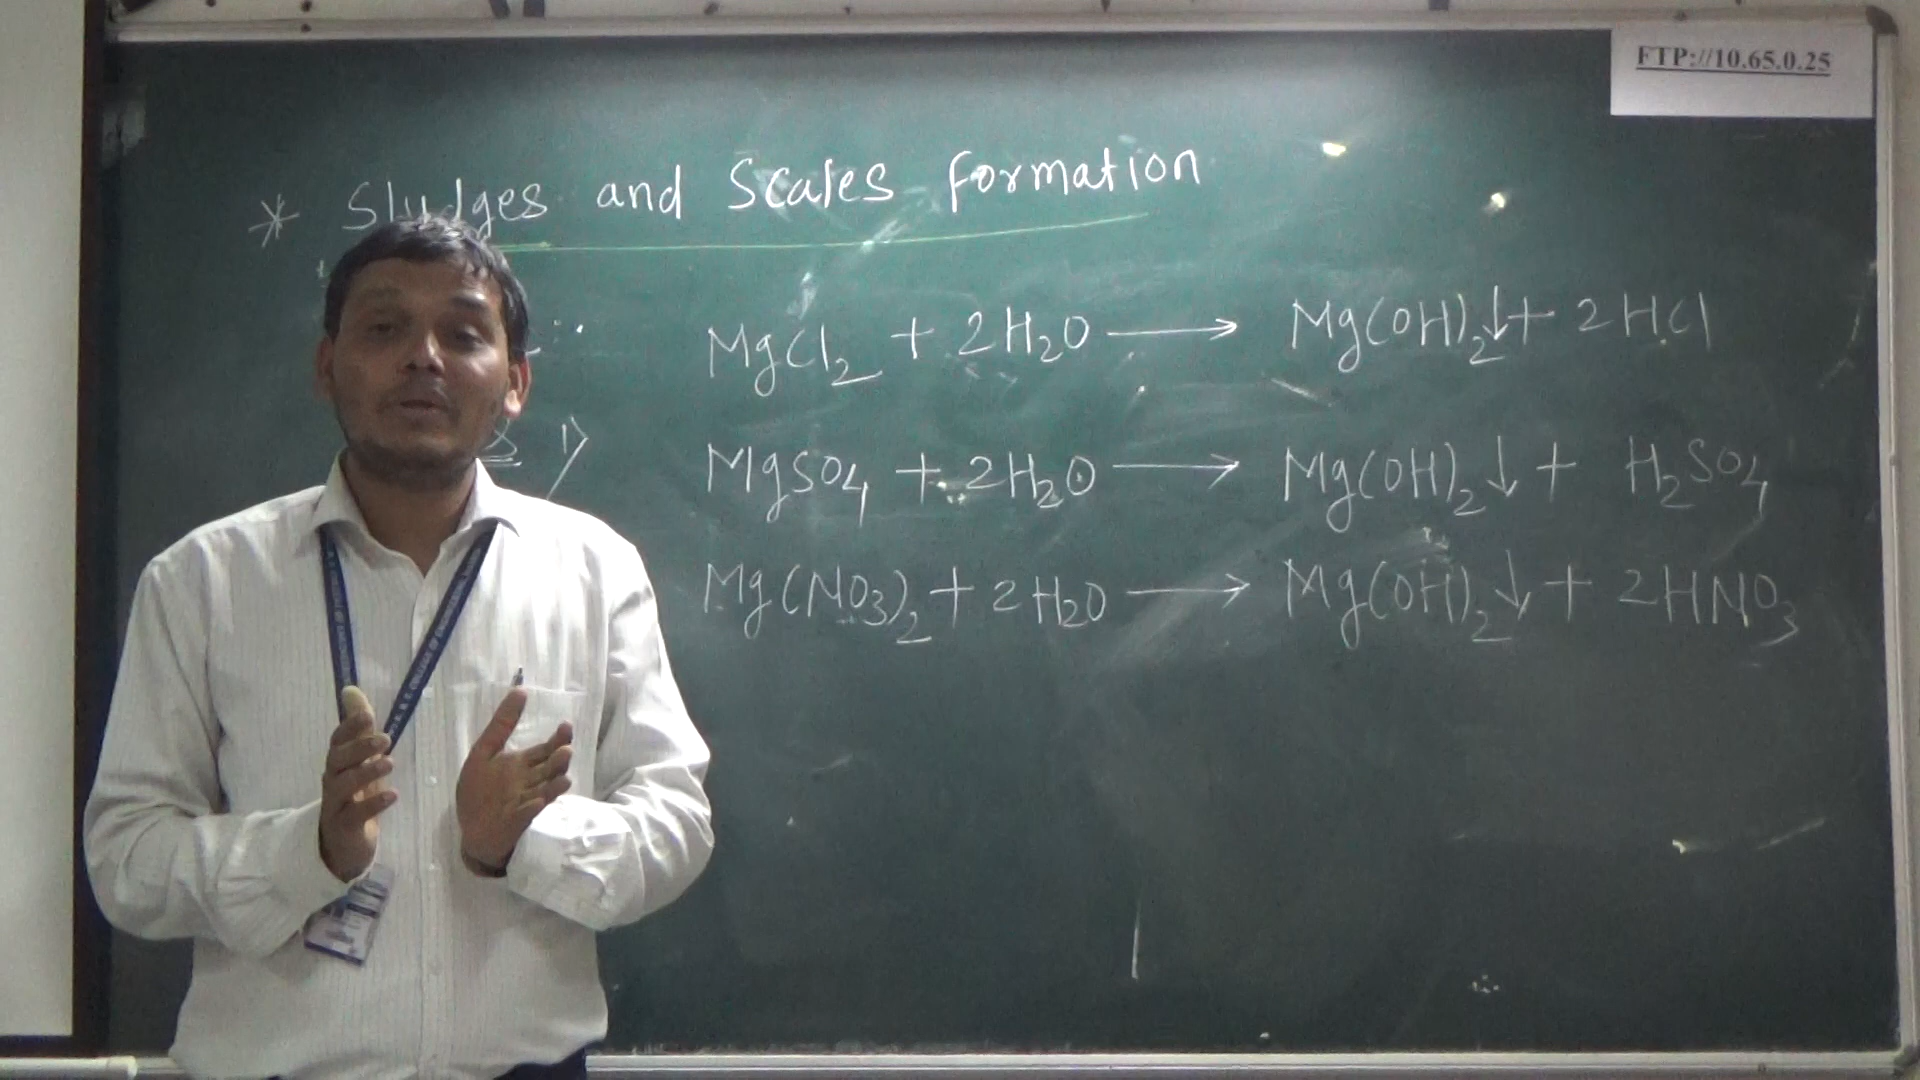 FTP://10.65.0.25
* Sludges and Scales formation
MgCl₂ + 2H₂O ⟶ Mg(OH)₂↓ + 2HCl
1)
MgSO₄ + 2H₂O ⟶ Mg(OH)₂↓ + H₂SO₄
Mg(NO₃)₂ + 2H₂O ⟶ Mg(OH)₂↓ + 2HNO₃